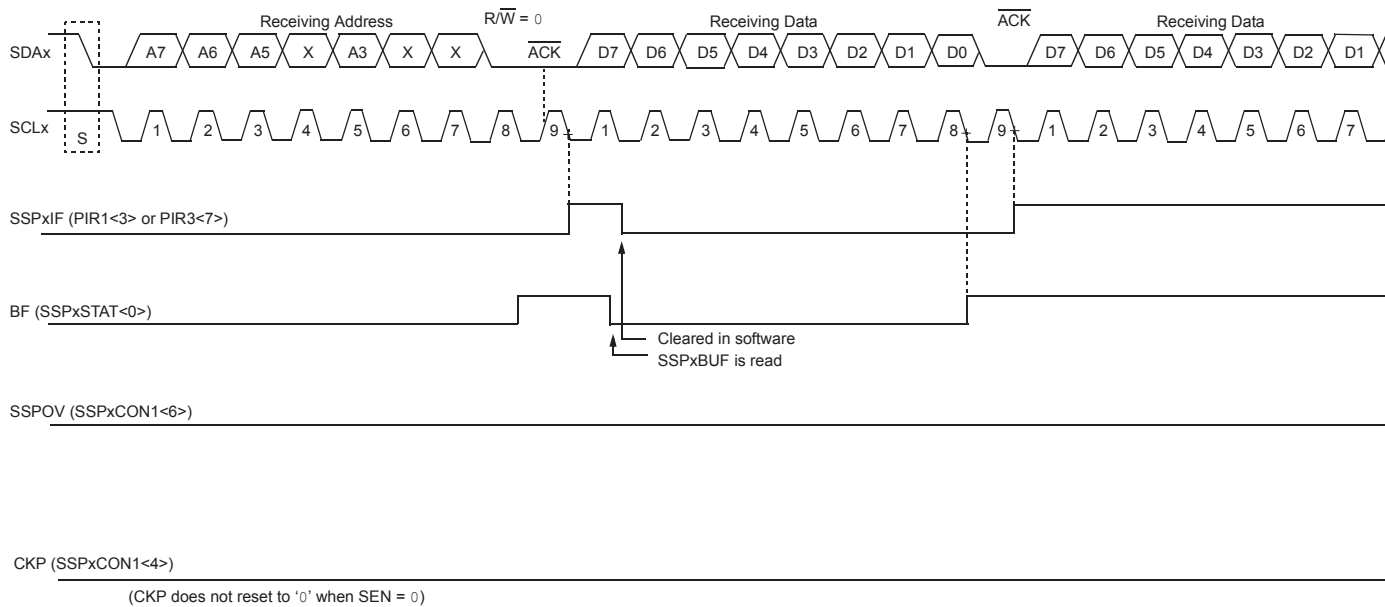 Receiving Address R/W = 0 Receiving Data ACK Receiving Data
SDAx A7 A6 A5 X A3 X X ACK D7 D6 D5 D4 D3 D2 D1 D0 D7 D6 D5 D4 D3 D2 D1
SCLx S 1 2 3 4 5 6 7 8 9 1 2 3 4 5 6 7 8 9 1 2 3 4 5 6 7
SSPxIF (PIR1<3> or PIR3<7>)
BF (SSPxSTAT<0>)
Cleared in software
SSPxBUF is read
SSPOV (SSPxCON1<6>)
CKP (SSPxCON1<4>)
(CKP does not reset to ‘0’ when SEN = 0)